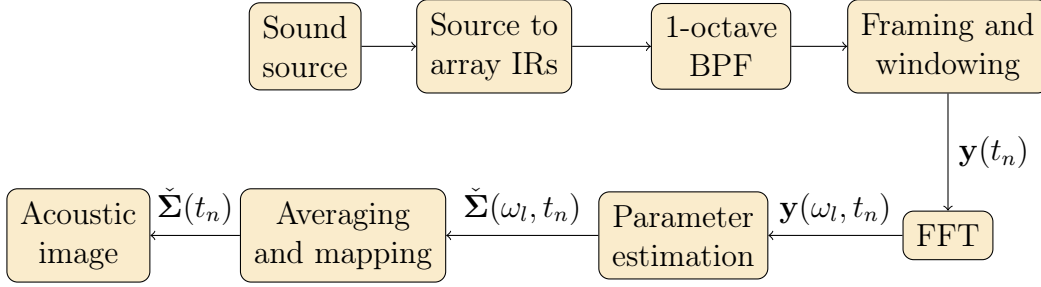 Sound
source
Source to
array IRs
1-octave
BPF
Framing and
windowing
𝐲(tₙ)
FFT
𝐲(ωₗ, tₙ)
Parameter
estimation
𝚺̌(ωₗ, tₙ)
Averaging
and mapping
𝚺̌(tₙ)
Acoustic
image